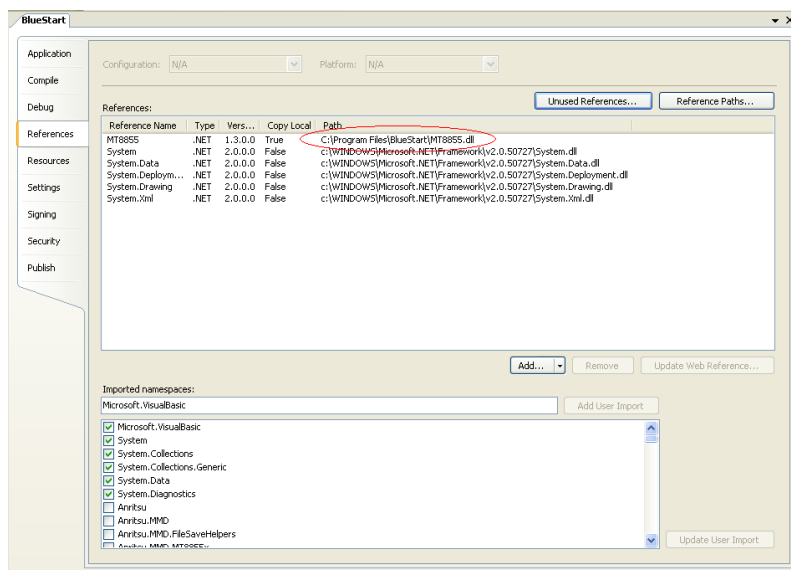 BlueStart
Application
Compile
Debug
References
Resources
Settings
Signing
Security
Publish
Configuration: N/A Platform: N/A
References: Unused References... Reference Paths...
Reference Name Type Vers... Copy Local Path
MT8855 .NET 1.3.0.0 True C:\Program Files\BlueStart\MT8855.dll
System .NET 2.0.0.0 False c:\WINDOWS\Microsoft.NET\Framework\v2.0.50727\System.dll
System.Data .NET 2.0.0.0 False c:\WINDOWS\Microsoft.NET\Framework\v2.0.50727\System.Data.dll
System.Deploym... .NET 2.0.0.0 False c:\WINDOWS\Microsoft.NET\Framework\v2.0.50727\System.Deployment.dll
System.Drawing .NET 2.0.0.0 False c:\WINDOWS\Microsoft.NET\Framework\v2.0.50727\System.Drawing.dll
System.Xml .NET 2.0.0.0 False c:\WINDOWS\Microsoft.NET\Framework\v2.0.50727\System.Xml.dll
Add... Remove Update Web Reference...
Imported namespaces:
Microsoft.VisualBasic Add User Import
Microsoft.VisualBasic
System
System.Collections
System.Collections.Generic
System.Data
System.Diagnostics
Anritsu
Anritsu.MMD
Anritsu.MMD.FileSaveHelpers
Anritsu.MMD.MT8855x
Update User Import